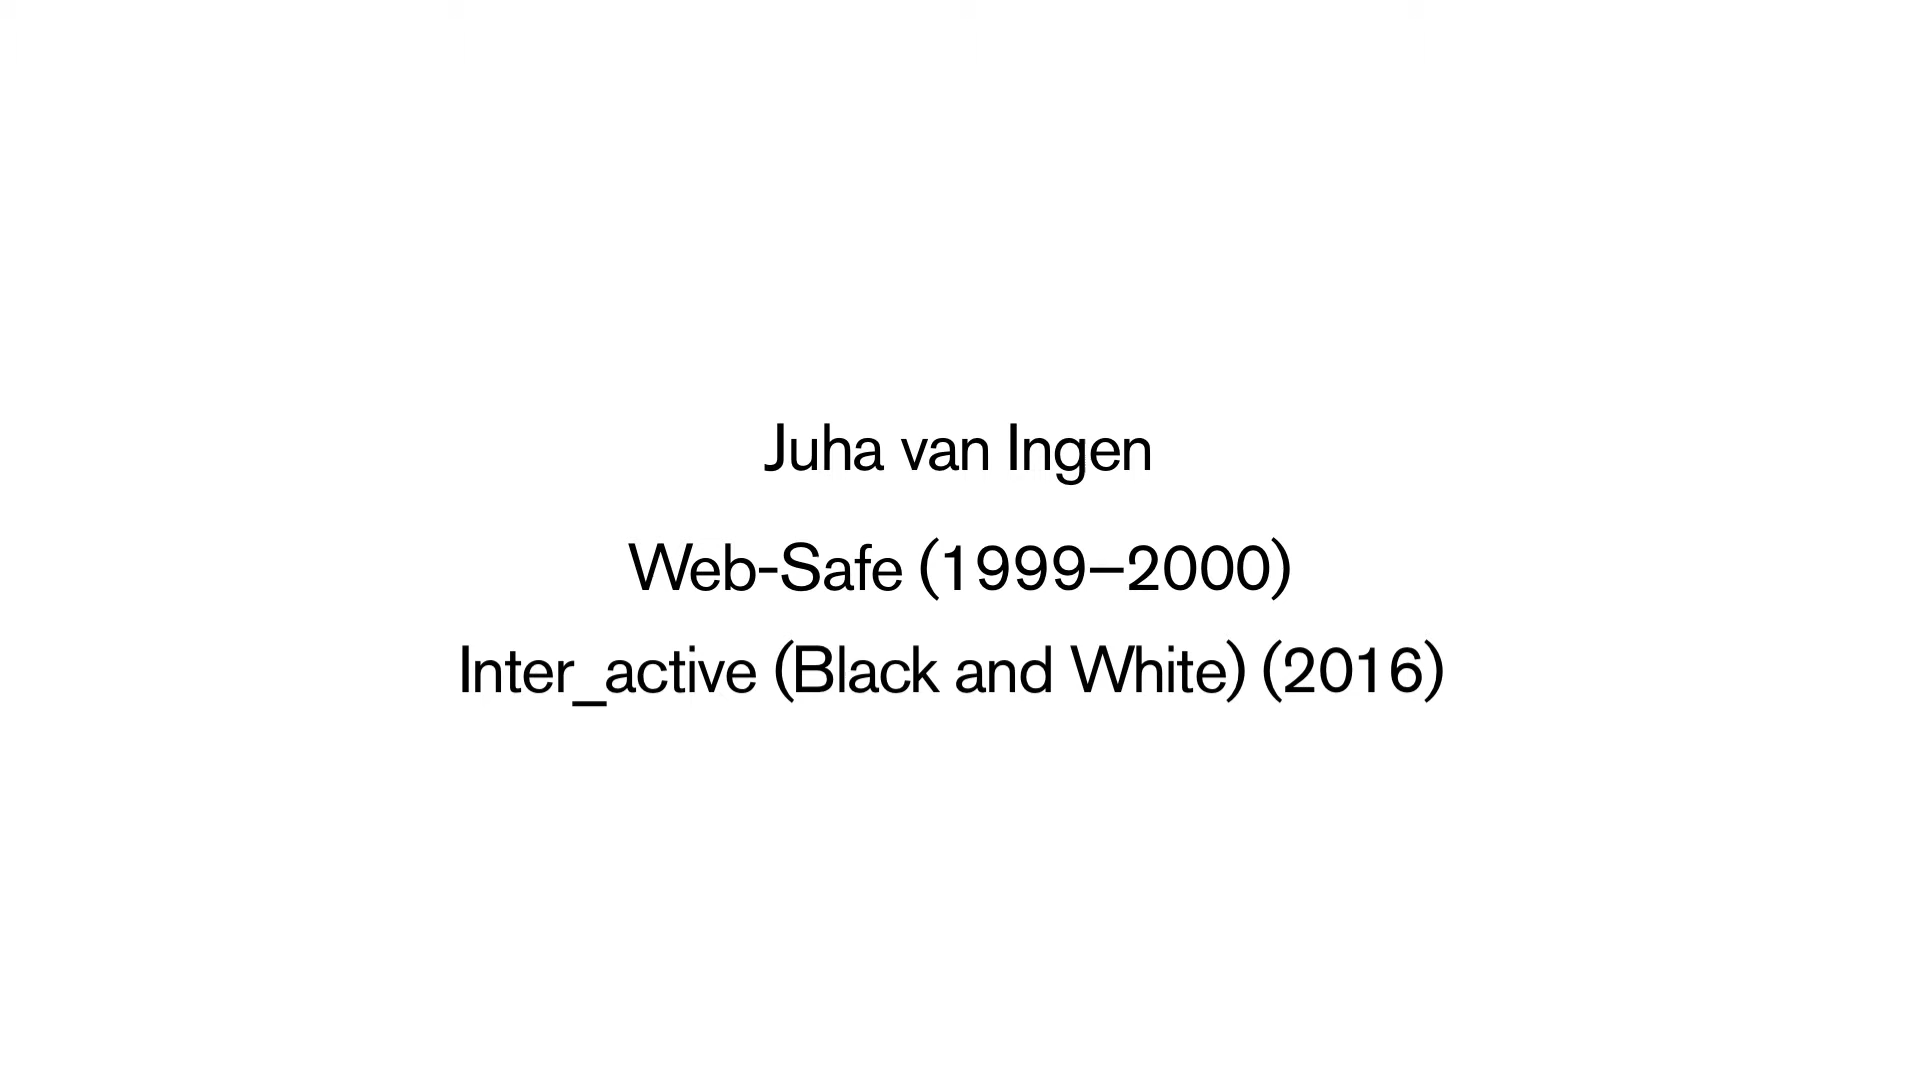 Juha van Ingen
Web-Safe (1999–2000)
Inter_active (Black and White) (2016)